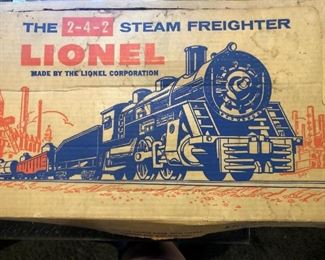 THE 2-4-2 STEAM FREIGHTER
LIONEL
MADE BY THE LIONEL CORPORATION